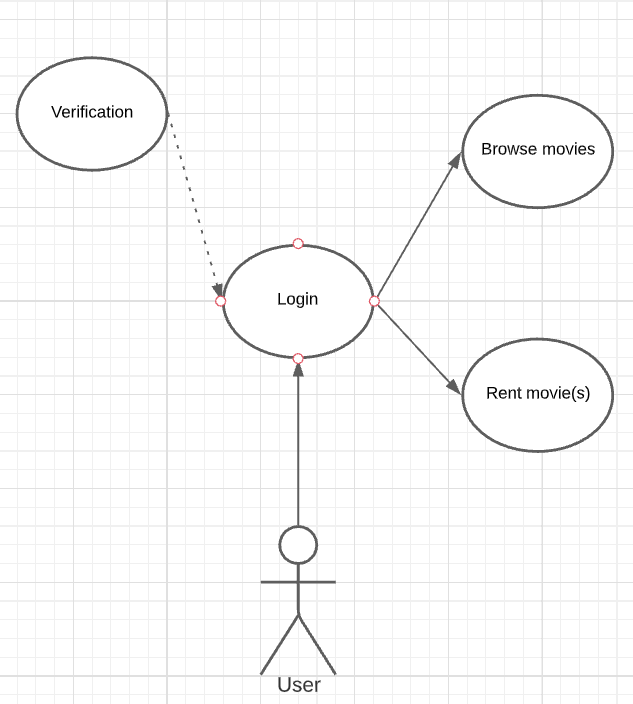 Verification
Browse movies
Login
Rent movie(s)
User